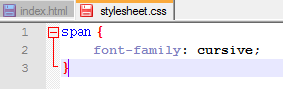 index.html stylesheet.css
1 span {
2 font-family: cursive;
3 }